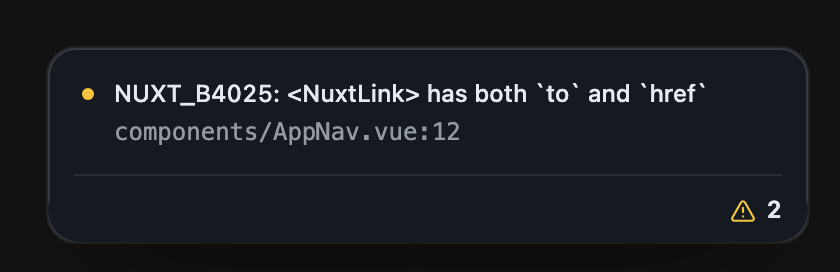 NUXT_B4025: <NuxtLink> has both `to` and `href`
components/AppNav.vue:12
2